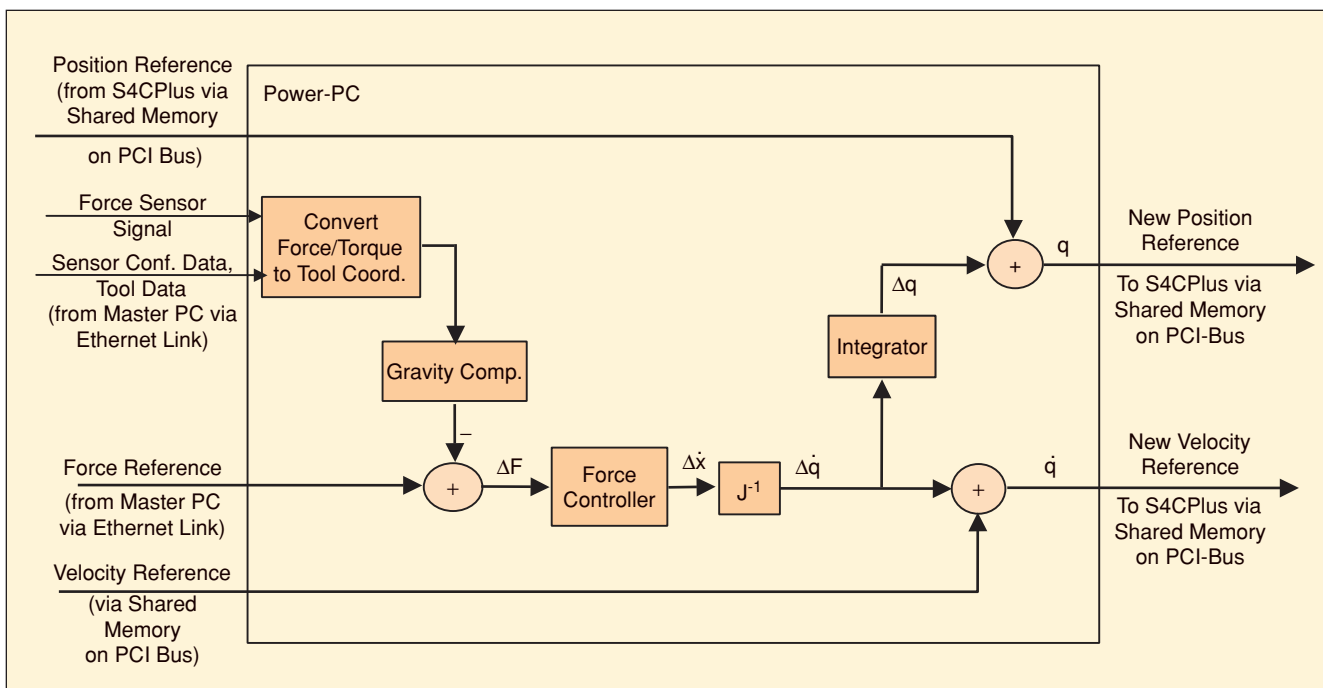 Position Reference
(from S4CPlus via
Shared Memory
on PCI Bus)
Power-PC
Force Sensor
Signal
Sensor Conf. Data,
Tool Data
(from Master PC via
Ethernet Link)
Convert
Force/Torque
to Tool Coord.
Gravity Comp.
−
Force Reference
(from Master PC
via Ethernet Link)
+
ΔF
Force
Controller
Δẋ
J⁻¹
Δq̇
Integrator
Δq
+
q
New Position
Reference
To S4CPlus via
Shared Memory
on PCI-Bus
+
q̇
New Velocity
Reference
To S4CPlus via
Shared Memory
on PCI-Bus
Velocity Reference
(via Shared
Memory
on PCI Bus)